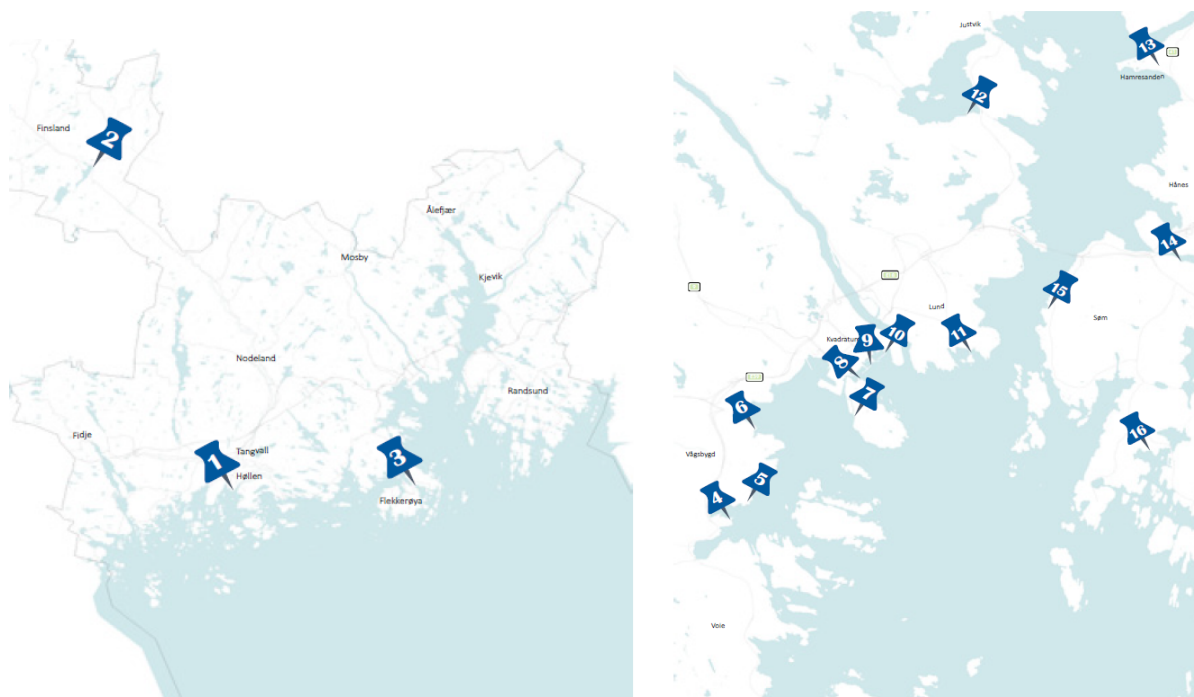 Finsland
2
Ålefjær
Mosby
Kjevik
Nodeland
Randsund
Fidje
Tangvall
1
3
Høllen
Flekkerøya
Justvik
13
Hamresanden
12
Hånes
14
15
Lund
Søm
Kvadraturen
9
10
11
8
7
6
16
Vågsbygd
5
4
Voie